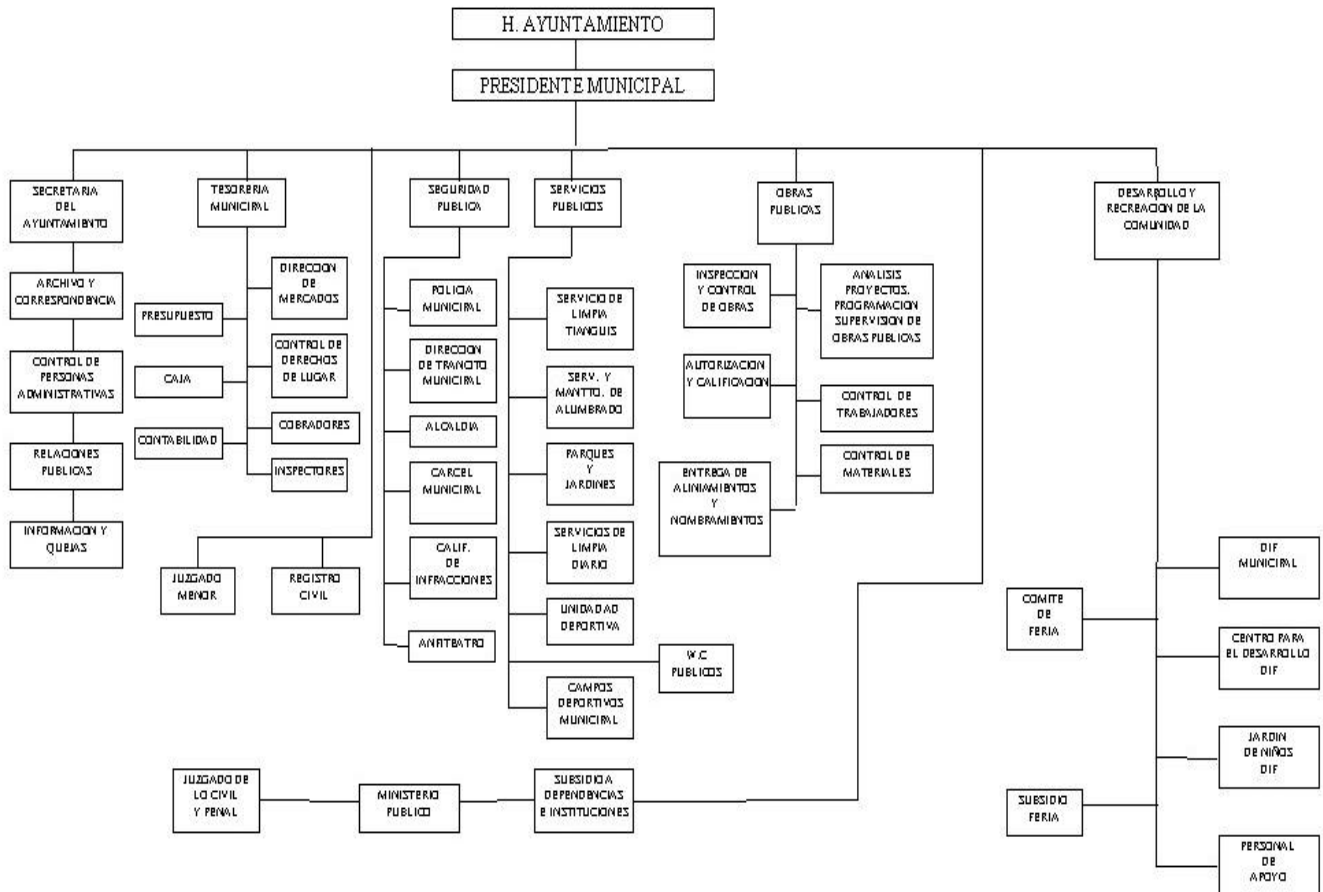 H. AYUNTAMIENTO
PRESIDENTE MUNICIPAL
SECRETARIA
DEL
AYUNTAMIENTO
ARCHIVO Y
CORRESPONDENCIA
CONTROL DE
PERSONAS
ADMINISTRATIVAS
RELACIONES
PUBLICAS
INFORMACION Y
QUEJAS
TESORERIA
MUNICIPAL
PRESUPUESTO
CAJA
CONTABILIDAD
DIRECCION
DE
MERCADOS
CONTROL DE
DERECHOS
DE LUGAR
COBRADORES
INSPECTORES
JUZGADO
MENOR
REGISTRO
CIVIL
SEGURIDAD
PUBLICA
POLICIA
MUNICIPAL
DIRECCION
DE TRANCITO
MUNICIPAL
ALCALDIA
CARCEL
MUNICIPAL
CALIF.
DE
INFRACCIONES
ANFITEATRO
SERVICIOS
PUBLICOS
SERVICIO DE
LIMPIA
TIANGUIS
SERV. Y
MANTTO. DE
ALUMBRADO
PARQUES
Y
JARDINES
SERVICIOS DE
LIMPIA
DIARIO
UNIDADAD
DEPORTIVA
W.C
PUBLICOS
CAMPOS
DEPORTIVOS
MUNICIPAL
OBRAS
PUBLICAS
INSPECCION
Y CONTROL
DE OBRAS
AUTORIZACION
Y CALIFICACION
ENTREGA DE
ALINIAMIENTOS
Y
NOMBRAMIENTOS
ANALISIS
PROYECTOS.
PROGRAMACION
SUPERVISION DE
OBRAS PUBLICAS
CONTROL DE
TRABAJADORES
CONTROL DE
MATERIALES
DESARROLLO Y
RECREACION DE LA
COMUNIDAD
COMITE
DE
FERIA
SUBSIDIO
FERIA
DIF
MUNICIPAL
CENTRO PARA
EL DESARROLLO
DIF
JARDIN
DE NIÑOS
DIF
PERSONAL
DE
APOYO
JUZGADO DE
LO CIVIL
Y PENAL
MINISTERIO
PUBLICO
SUBSIDIO A
DEPENDENCIAS
E INSTITUCIONES